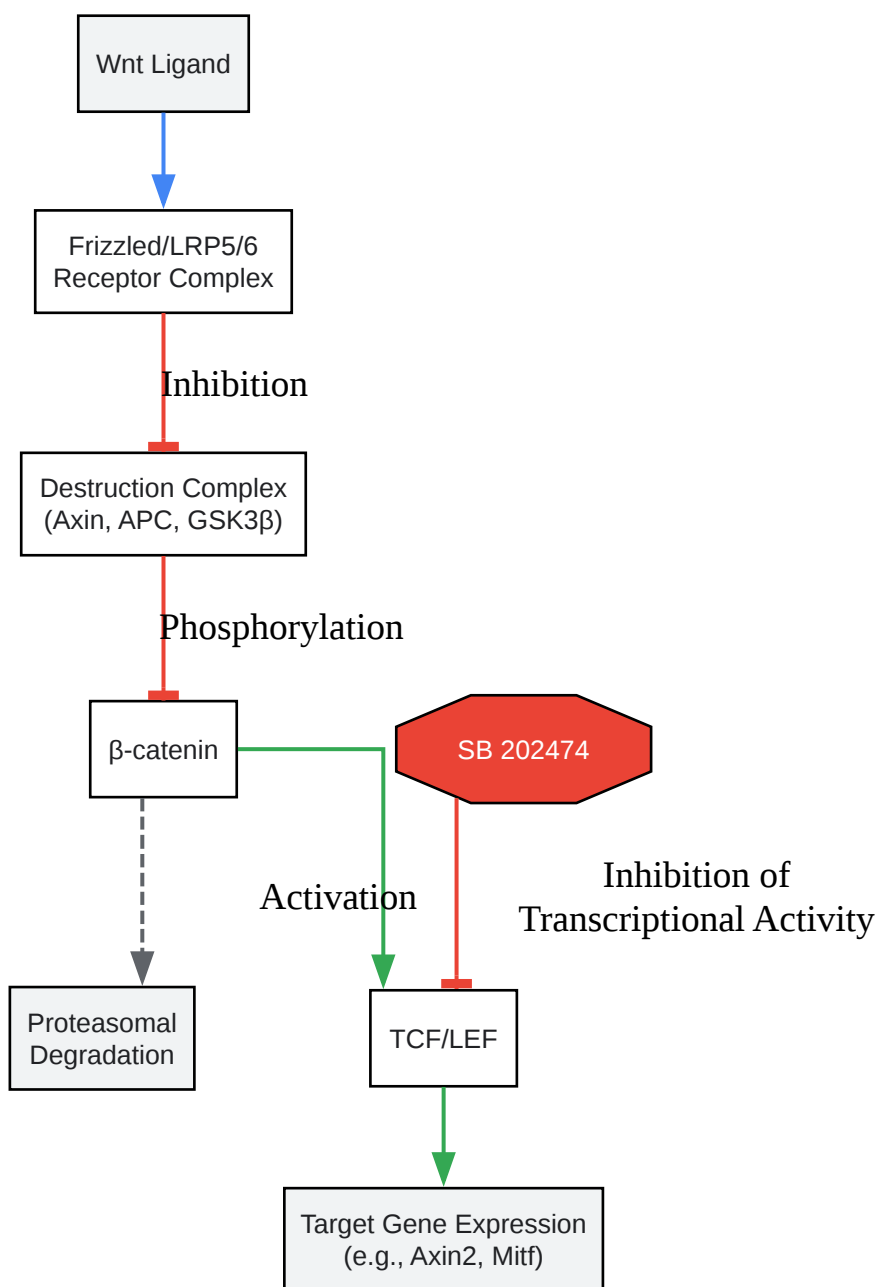 Wnt Ligand
Frizzled/LRP5/6
Receptor Complex
Inhibition
Destruction Complex
(Axin, APC, GSK3β)
Phosphorylation
β-catenin
SB 202474
Activation
Inhibition of
Transcriptional Activity
Proteasomal
Degradation
TCF/LEF
Target Gene Expression
(e.g., Axin2, Mitf)